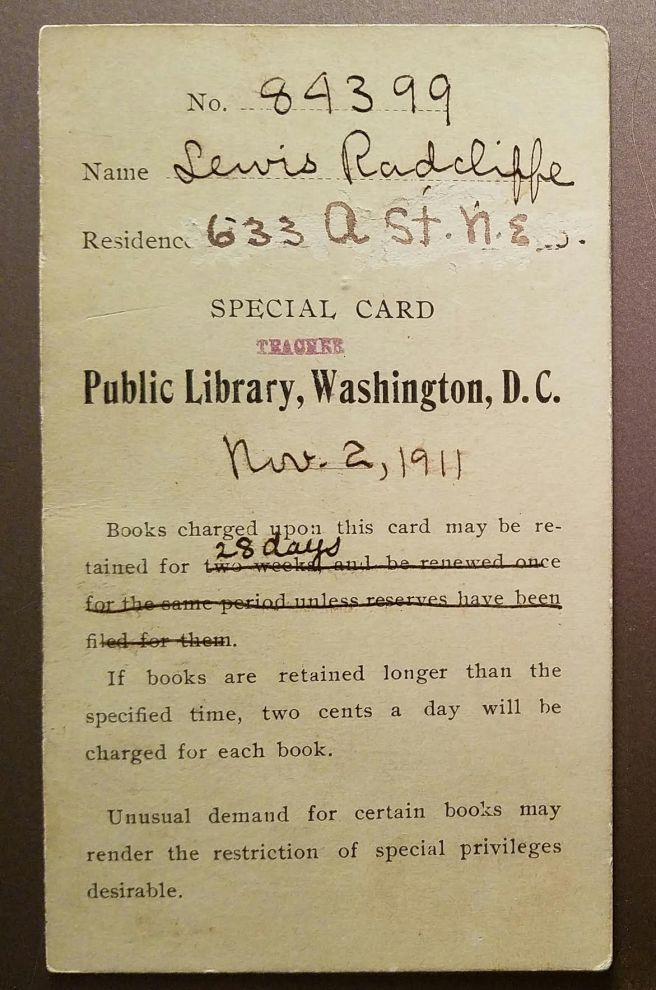 No. 84399
Name Lewis Radcliffe
Residence 633 A St. N.E.
SPECIAL CARD
TEACHER
Public Library, Washington, D. C.
Nov. 2, 1911
Books charged upon this card may be re-
28 days
tained for two weeks, and be renewed once
for the same period unless reserves have been
filed for them.
If books are retained longer than the
specified time, two cents a day will be
charged for each book.
Unusual demand for certain books may
render the restriction of special privileges
desirable.